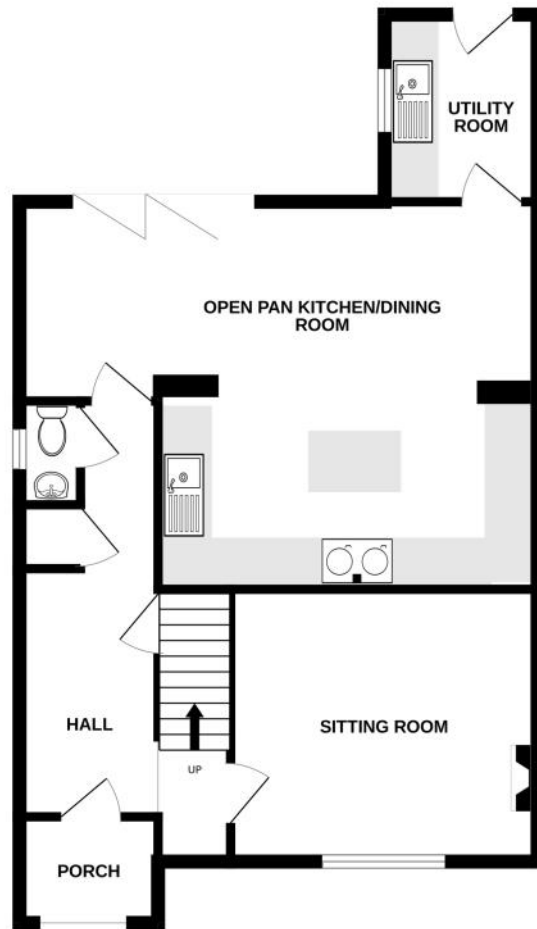 UTILITY
ROOM
OPEN PAN KITCHEN/DINING
ROOM
HALL
SITTING ROOM
UP
PORCH